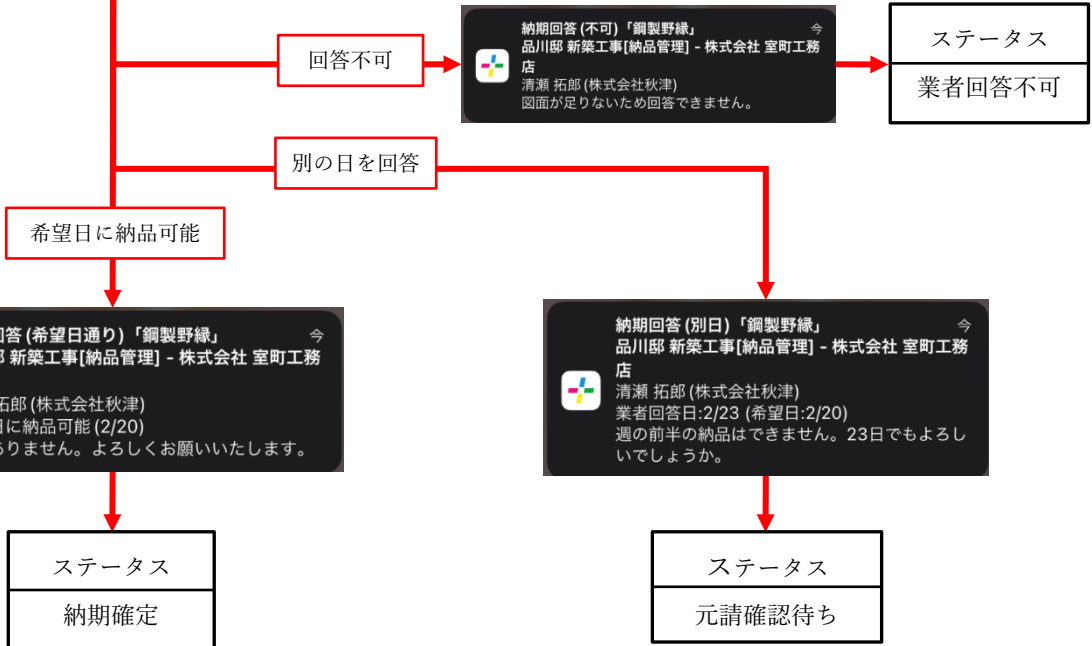 回答不可
納期回答 (不可)「鋼製野縁」 今
品川邸 新築工事[納品管理] - 株式会社 室町工務
店
清瀬 拓郎 (株式会社秋津)
図面が足りないため回答できません。
ステータス
業者回答不可
別の日を回答
希望日に納品可能
回答 (希望日通り)「鋼製野縁」 今
新築工事[納品管理] - 株式会社 室町工務
拓郎 (株式会社秋津)
日に納品可能 (2/20)
ありません。よろしくお願いいたします。
ステータス
納期確定
納期回答 (別日)「鋼製野縁」 今
品川邸 新築工事[納品管理] - 株式会社 室町工務
店
清瀬 拓郎 (株式会社秋津)
業者回答日:2/23 (希望日:2/20)
週の前半の納品はできません。23日でもよろし
いでしょうか。
ステータス
元請確認待ち